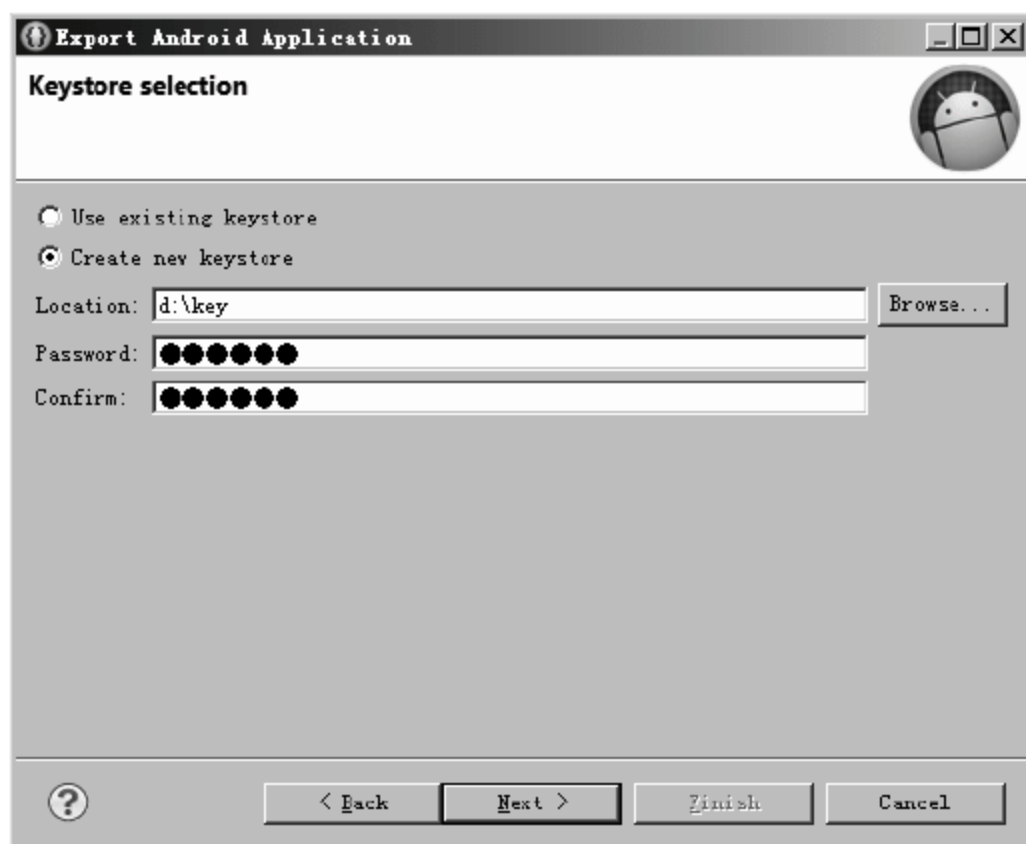 Export Android Application
Keystore selection
Use existing keystore
Create new keystore
Location: d:\key Browse...
Password: ●●●●●●
Confirm: ●●●●●●
?
< Back Next > Finish Cancel